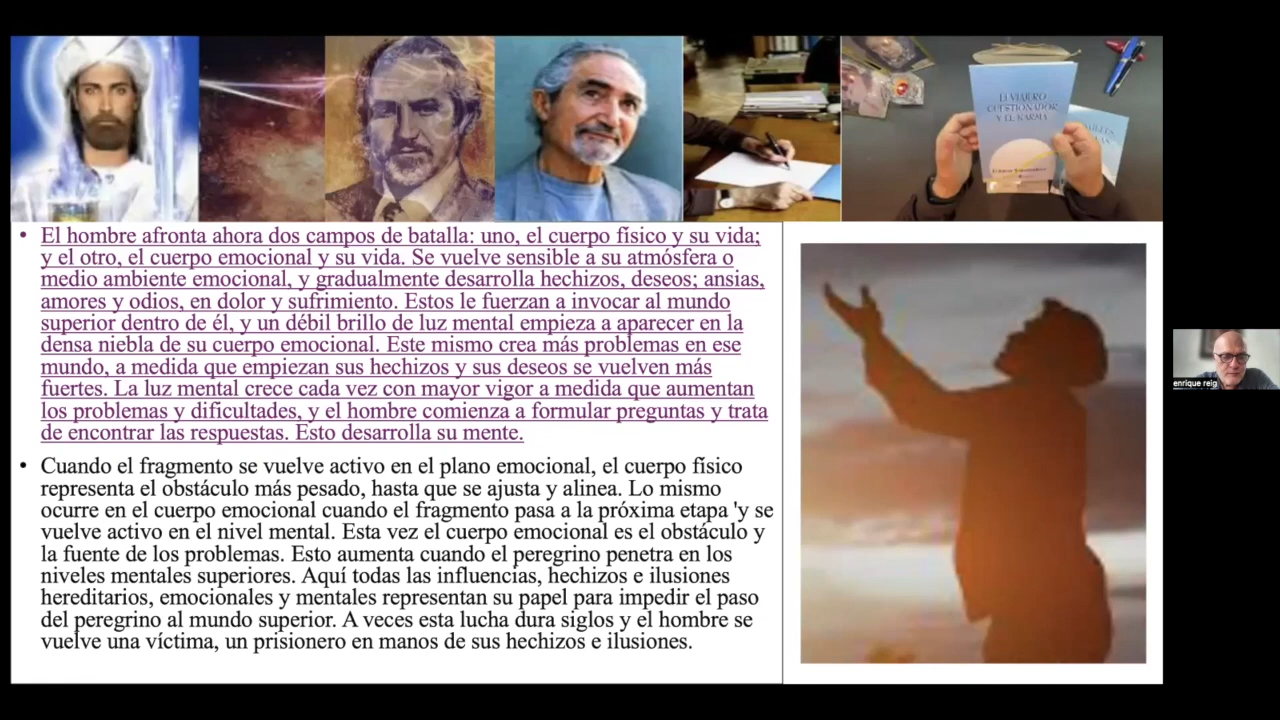 EL VIAJERO
CUESTIONADOR
Y EL KARMA
• El hombre afronta ahora dos campos de batalla: uno, el cuerpo físico y su vida;
y el otro, el cuerpo emocional y su vida. Se vuelve sensible a su atmósfera o
medio ambiente emocional, y gradualmente desarrolla hechizos, deseos; ansias,
amores y odios, en dolor y sufrimiento. Estos le fuerzan a invocar al mundo
superior dentro de él, y un débil brillo de luz mental empieza a aparecer en la
densa niebla de su cuerpo emocional. Este mismo crea más problemas en ese
mundo, a medida que empiezan sus hechizos y sus deseos se vuelven más
fuertes. La luz mental crece cada vez con mayor vigor a medida que aumentan
los problemas y dificultades, y el hombre comienza a formular preguntas y trata
de encontrar las respuestas. Esto desarrolla su mente.
• Cuando el fragmento se vuelve activo en el plano emocional, el cuerpo físico
representa el obstáculo más pesado, hasta que se ajusta y alinea. Lo mismo
ocurre en el cuerpo emocional cuando el fragmento pasa a la próxima etapa 'y se
vuelve activo en el nivel mental. Esta vez el cuerpo emocional es el obstáculo y
la fuente de los problemas. Esto aumenta cuando el peregrino penetra en los
niveles mentales superiores. Aquí todas las influencias, hechizos e ilusiones
hereditarios, emocionales y mentales representan su papel para impedir el paso
del peregrino al mundo superior. A veces esta lucha dura siglos y el hombre se
vuelve una víctima, un prisionero en manos de sus hechizos e ilusiones.
enrique reig